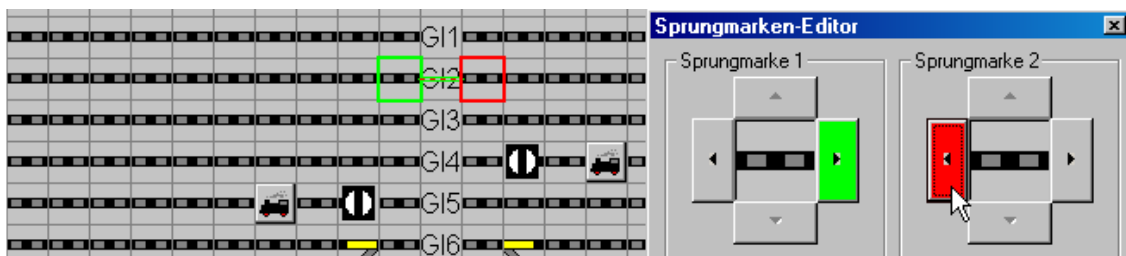 Gl1
Gl2
Gl3
Gl4
Gl5
Gl6
Sprungmarken-Editor
Sprungmarke 1
Sprungmarke 2